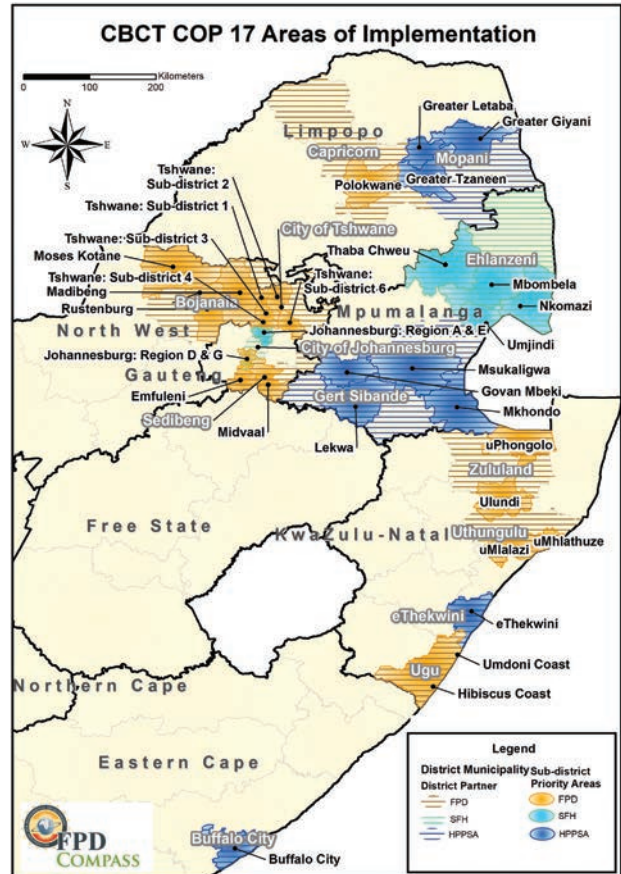 CBCT COP 17 Areas of Implementation
Kilometers
0 100 200
N
W E
S
Greater Letaba
Greater Giyani
Limpopo
Capricorn
Mopani
Polokwane
Greater Tzaneen
Tshwane:
Sub-district 2
Tshwane: Sub-district 1
City of Tshwane
Tshwane: Sub-district 3
Moses Kotane
Thaba Chweu
Ehlanzeni
Tshwane: Sub-district 4
Tshwane:
Sub-district 6
Madibeng
Mbombela
Bojanala
Rustenburg
Nkomazi
Mpumalanga
North West
Johannesburg: Region A & E
Umjindi
City of Johannesburg
Johannesburg: Region D & G
Msukaligwa
Gauteng
Govan Mbeki
Emfuleni
Gert Sibande
Mkhondo
Sedibeng
Midvaal
Lekwa
uPhongolo
Zululand
Ulundi
Free State
KwaZulu-Natal
Uthungulu
uMhlathuze
uMlalazi
eThekwini
eThekwini
Umdoni Coast
Ugu
Hibiscus Coast
Northern Cape
Eastern Cape
Buffalo City
Buffalo City
FPD
COMPASS
Legend
District Municipality
District Partner
FPD
SFH
HPPSA
Sub-district
Priority Areas
FPD
SFH
HPPSA